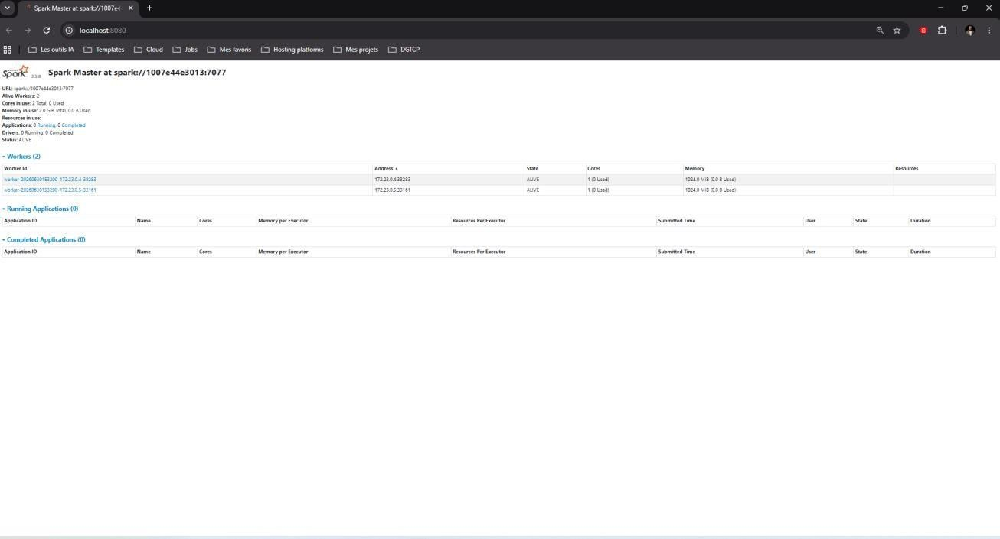 Spark Master at spark://1007e4
localhost:8080
Les outils IA Templates Cloud Jobs Mes favoris Hosting platforms Mes projets DGTCP
Spark 3.5.8 Spark Master at spark://1007e44e3013:7077
URL: spark://1007e44e3013:7077
Alive Workers: 2
Cores in use: 2 Total, 0 Used
Memory in use: 2.0 GiB Total, 0.0 B Used
Resources in use:
Applications: 0 Running, 0 Completed
Drivers: 0 Running, 0 Completed
Status: ALIVE
Workers (2)
Worker Id Address State Cores Memory Resources
worker-20260630153200-172.23.0.4-38283 172.23.0.4:38283 ALIVE 1 (0 Used) 1024.0 MiB (0.0 B Used)
worker-20260630153200-172.23.0.5-33161 172.23.0.5:33161 ALIVE 1 (0 Used) 1024.0 MiB (0.0 B Used)
Running Applications (0)
Application ID Name Cores Memory per Executor Resources Per Executor Submitted Time User State Duration
Completed Applications (0)
Application ID Name Cores Memory per Executor Resources Per Executor Submitted Time User State Duration